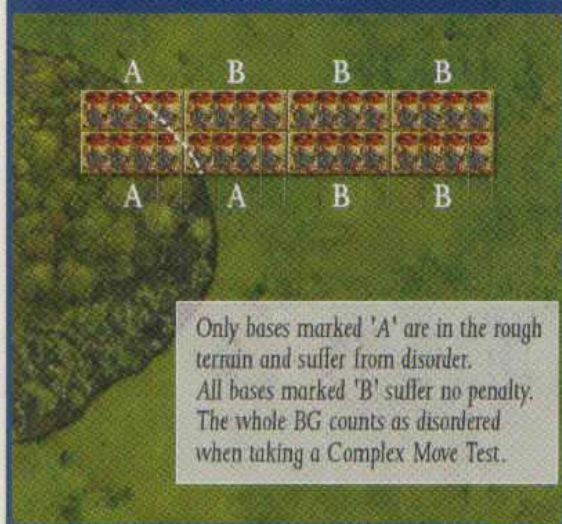 A B B B
A A B B
Only bases marked 'A' are in the rough
terrain and suffer from disorder.
All bases marked 'B' suffer no penalty.
The whole BG counts as disordered
when taking a Complex Move Test.